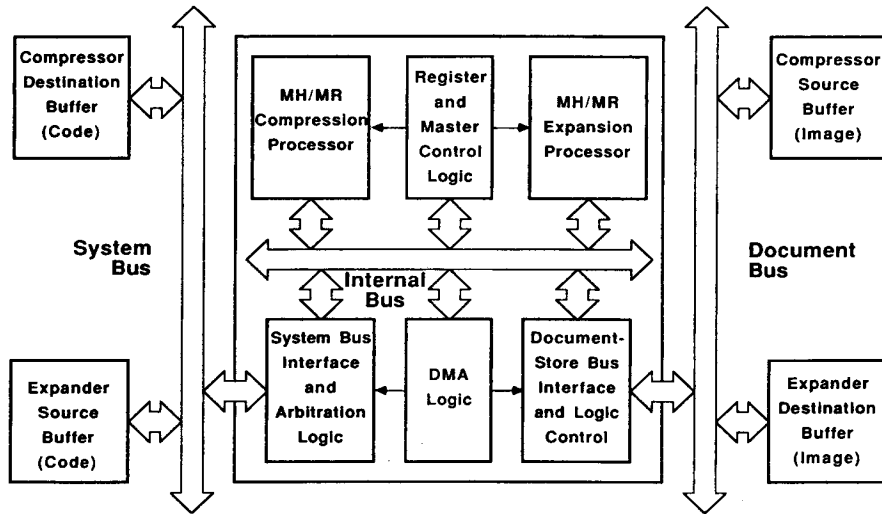 Compressor
Destination
Buffer
(Code)
MH/MR
Compression
Processor
Register
and
Master
Control
Logic
MH/MR
Expansion
Processor
Compressor
Source
Buffer
(Image)
System
Bus
Internal
Bus
Document
Bus
Expander
Source
Buffer
(Code)
System Bus
Interface
and
Arbitration
Logic
DMA
Logic
Document-
Store Bus
Interface
and Logic
Control
Expander
Destination
Buffer
(Image)